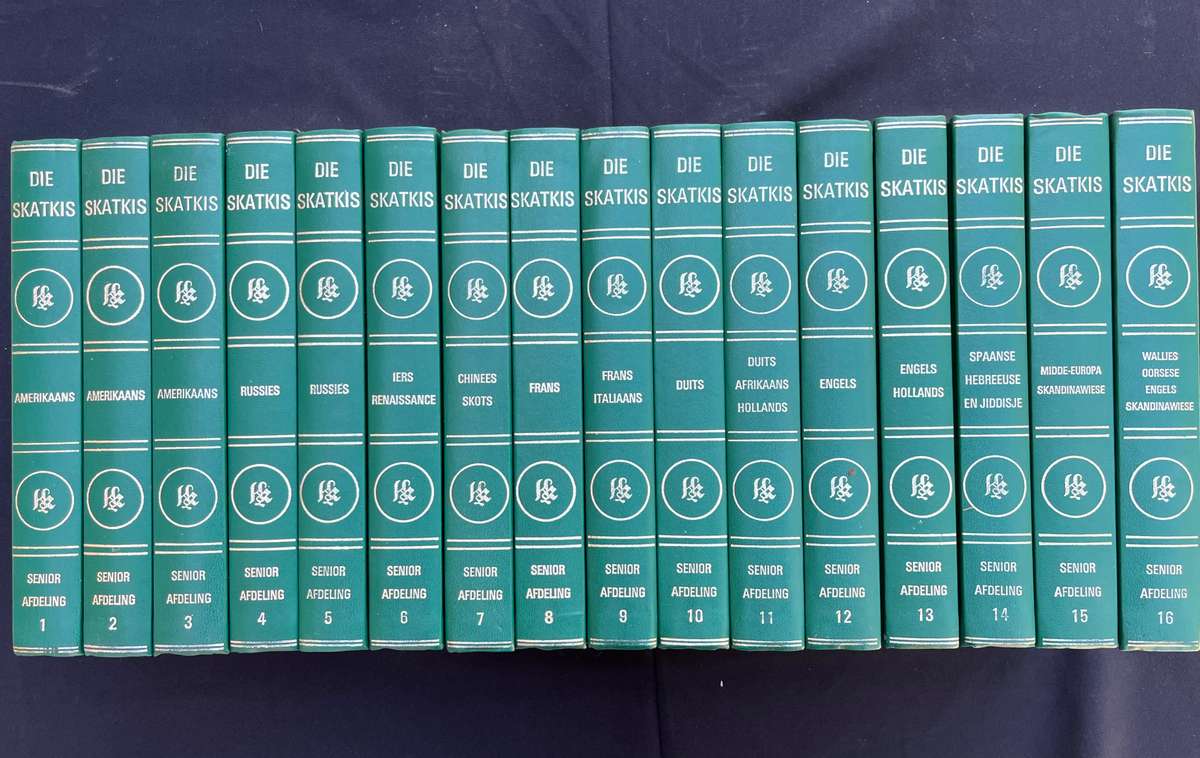 DIE
SKATKIS
AMERIKAANS
SENIOR
AFDELING
1
DIE
SKATKIS
AMERIKAANS
SENIOR
AFDELING
2
DIE
SKATKIS
AMERIKAANS
SENIOR
AFDELING
3
DIE
SKATKIS
RUSSIES
SENIOR
AFDELING
4
DIE
SKATKIS
RUSSIES
SENIOR
AFDELING
5
DIE
SKATKIS
IERS
RENAISSANCE
SENIOR
AFDELING
6
DIE
SKATKIS
CHINEES
SKOTS
SENIOR
AFDELING
7
DIE
SKATKIS
FRANS
SENIOR
AFDELING
8
DIE
SKATKIS
FRANS
ITALIAANS
SENIOR
AFDELING
9
DIE
SKATKIS
DUITS
SENIOR
AFDELING
10
DIE
SKATKIS
DUITS
AFRIKAANS
HOLLANDS
SENIOR
AFDELING
11
DIE
SKATKIS
ENGELS
SENIOR
AFDELING
12
DIE
SKATKIS
ENGELS
HOLLANDS
SENIOR
AFDELING
13
DIE
SKATKIS
SPAANSE
HEBREEUSE
EN JIDDISJE
SENIOR
AFDELING
14
DIE
SKATKIS
MIDDE-EUROPA
SKANDINAWIESE
SENIOR
AFDELING
15
DIE
SKATKIS
WALLIES
OORSESE
ENGELS
SKANDINAWIESE
SENIOR
AFDELING
16